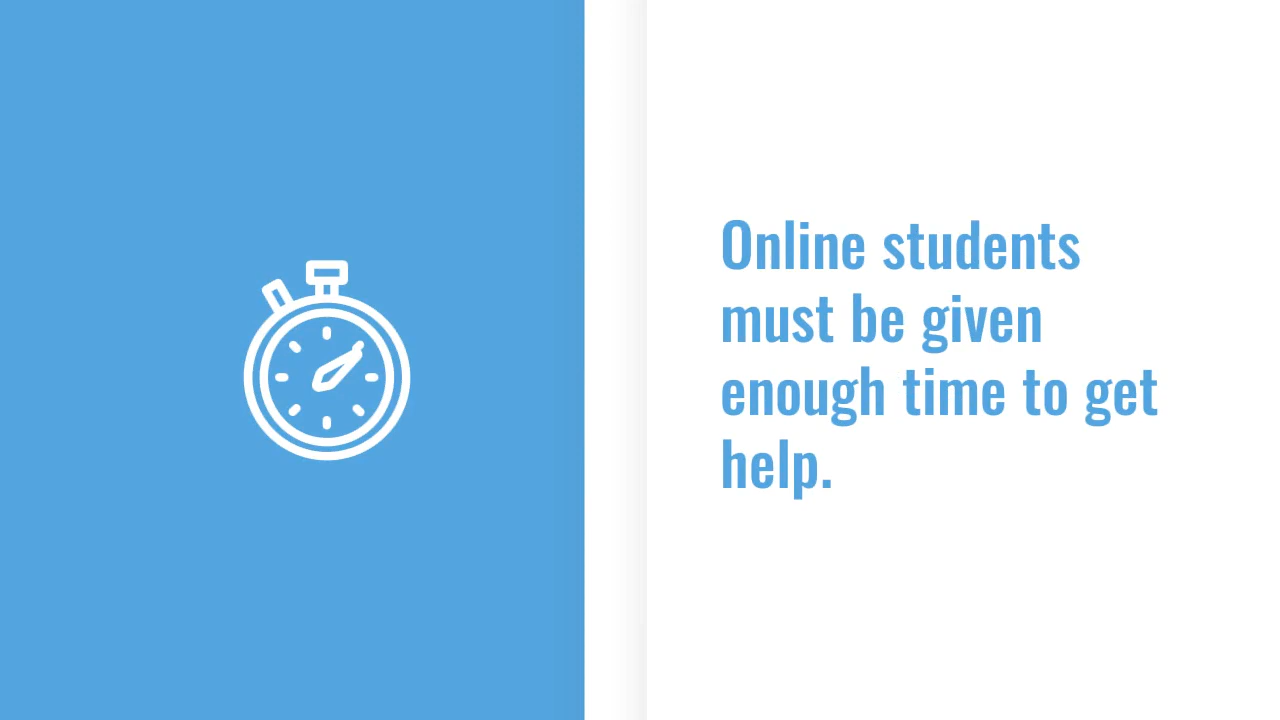 Online students
must be given
enough time to get
help.